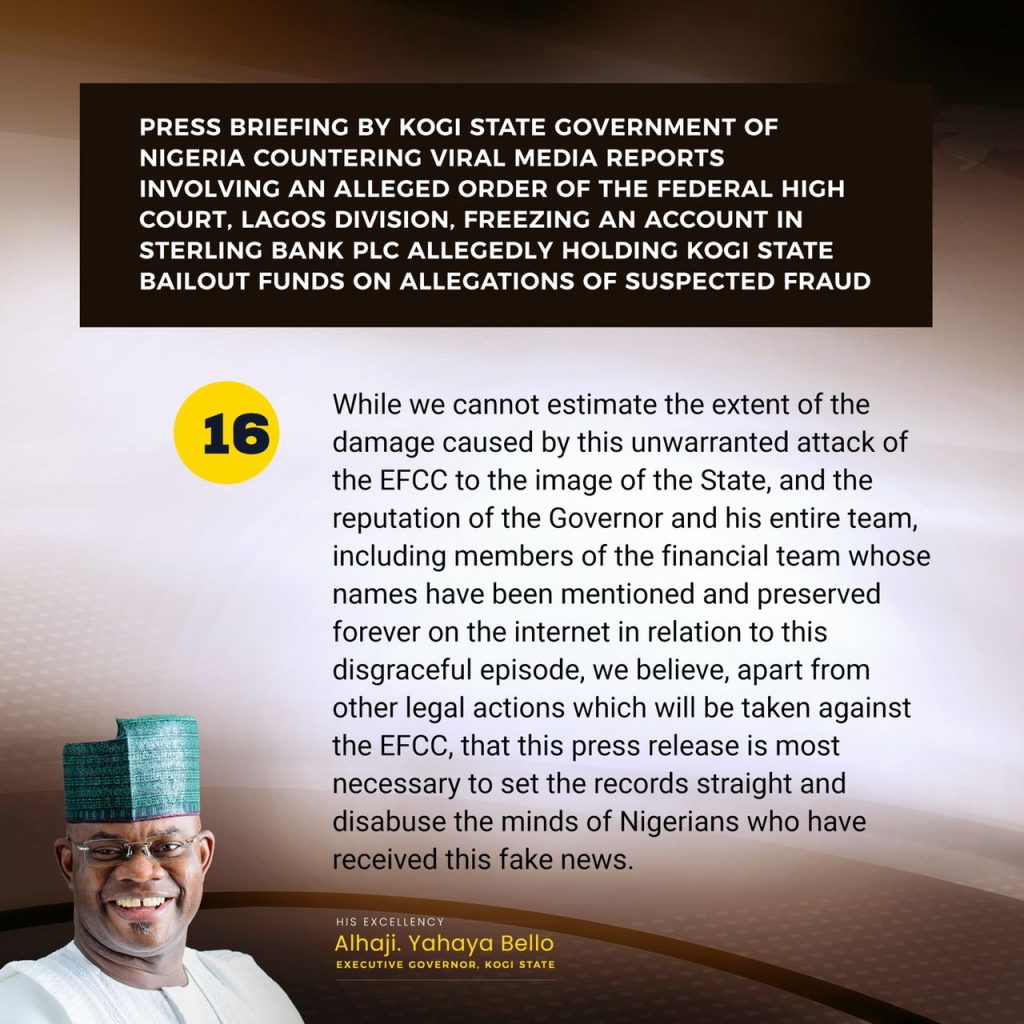 PRESS BRIEFING BY KOGI STATE GOVERNMENT OF
NIGERIA COUNTERING VIRAL MEDIA REPORTS
INVOLVING AN ALLEGED ORDER OF THE FEDERAL HIGH
COURT, LAGOS DIVISION, FREEZING AN ACCOUNT IN
STERLING BANK PLC ALLEGEDLY HOLDING KOGI STATE
BAILOUT FUNDS ON ALLEGATIONS OF SUSPECTED FRAUD
16
While we cannot estimate the extent of the
damage caused by this unwarranted attack of
the EFCC to the image of the State, and the
reputation of the Governor and his entire team,
including members of the financial team whose
names have been mentioned and preserved
forever on the internet in relation to this
disgraceful episode, we believe, apart from
other legal actions which will be taken against
the EFCC, that this press release is most
necessary to set the records straight and
disabuse the minds of Nigerians who have
received this fake news.
HIS EXCELLENCY
Alhaji. Yahaya Bello
EXECUTIVE GOVERNOR, KOGI STATE